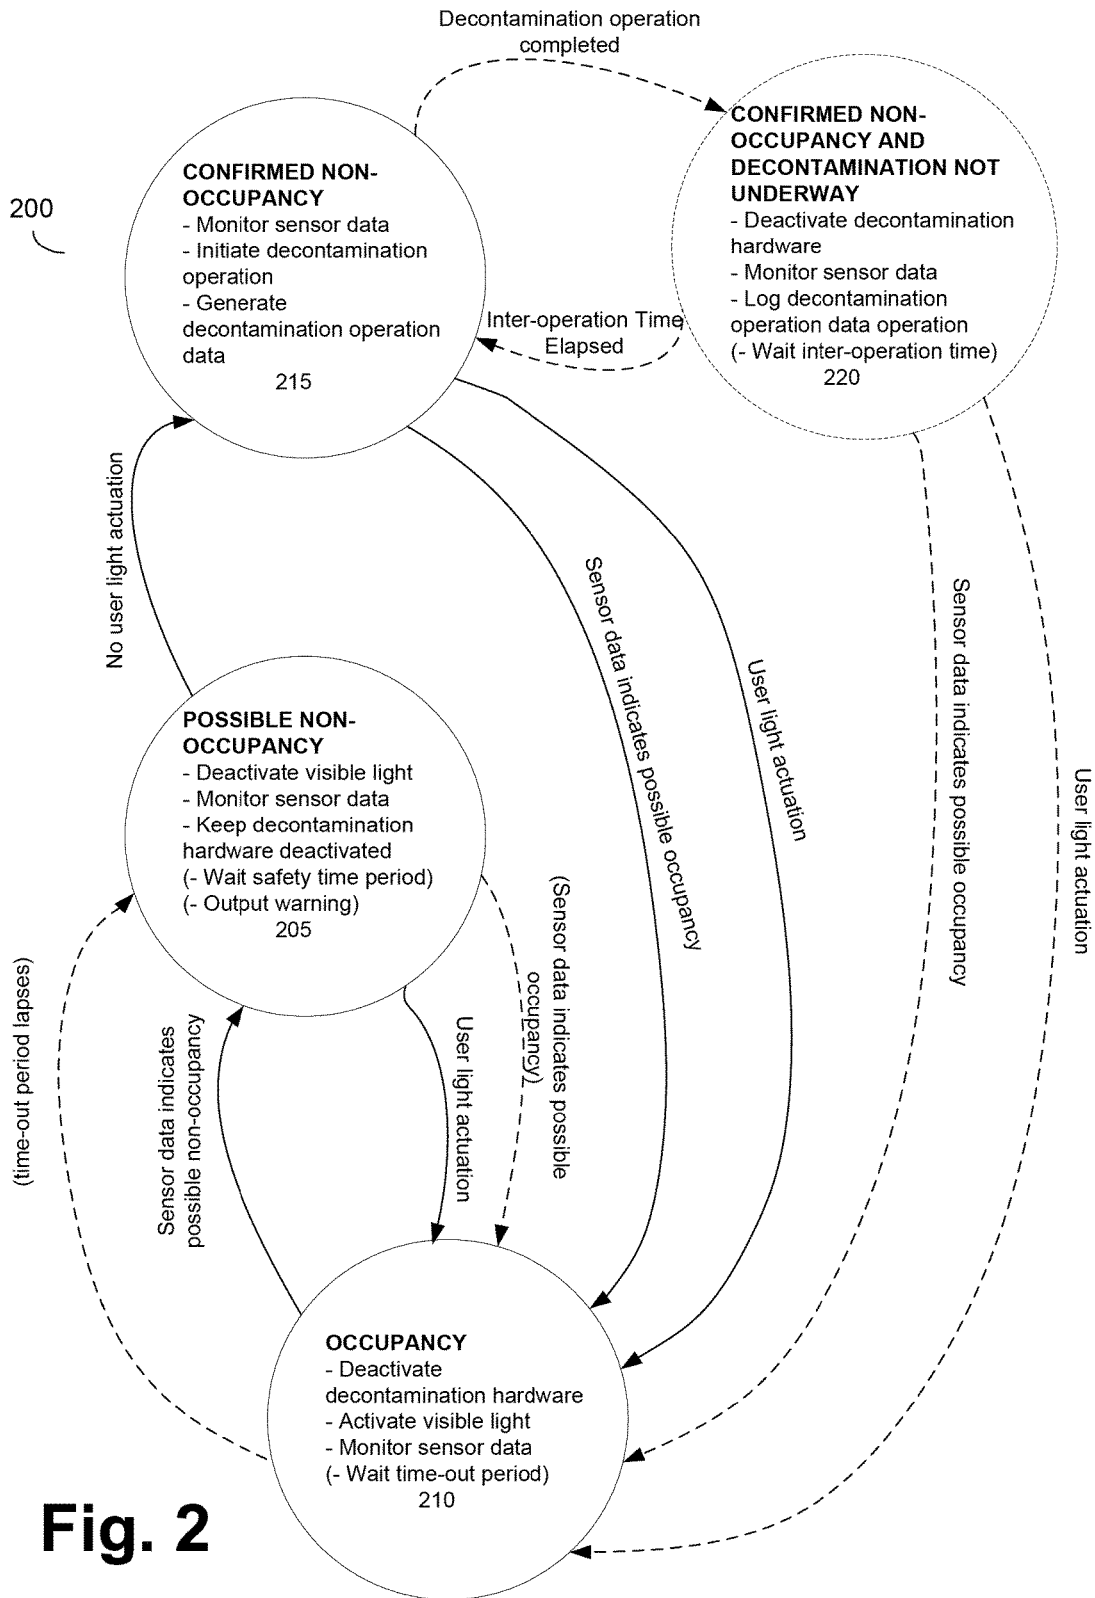 Decontamination operation
completed
CONFIRMED NON-
OCCUPANCY
- Monitor sensor data
- Initiate decontamination
operation
- Generate
decontamination operation
data
215
CONFIRMED NON-
OCCUPANCY AND
DECONTAMINATION NOT
UNDERWAY
- Deactivate decontamination
hardware
- Monitor sensor data
- Log decontamination
operation data operation
(- Wait inter-operation time)
220
200
Inter-operation Time
Elapsed
No user light actuation
Sensor data indicates possible occupancy
User light actuation
Sensor data indicates possible occupancy
User light actuation
POSSIBLE NON-
OCCUPANCY
- Deactivate visible light
- Monitor sensor data
- Keep decontamination
hardware deactivated
(- Wait safety time period)
(- Output warning)
205
(time-out period lapses)
Sensor data indicates
possible non-occupancy
User light actuation
(Sensor data indicates possible
occupancy)
OCCUPANCY
- Deactivate
decontamination hardware
- Activate visible light
- Monitor sensor data
(- Wait time-out period)
210
Fig. 2